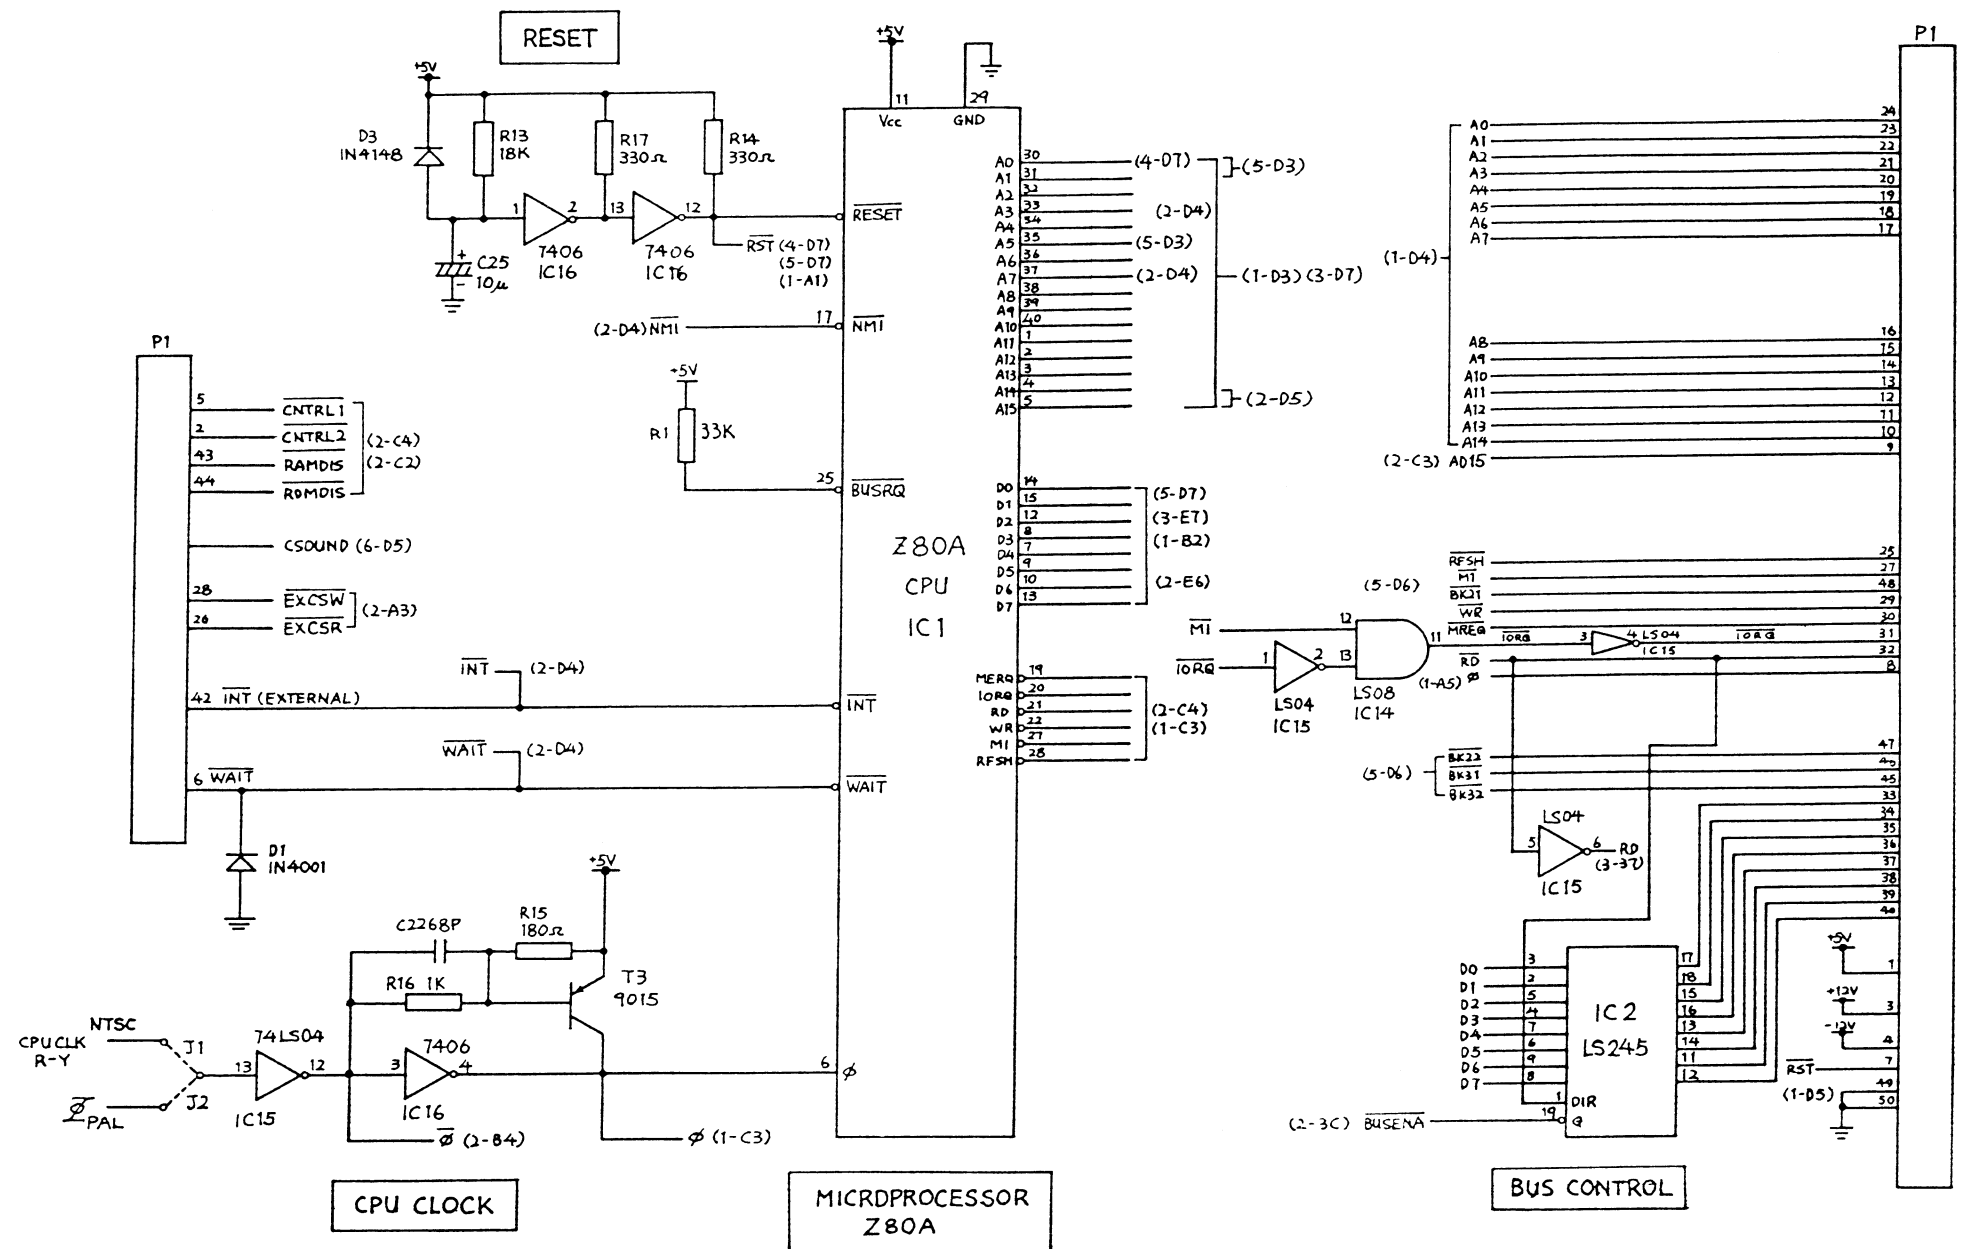 RESET
+5V
D3
IN4148
R13
18K
R17
330Ω
R14
330Ω
1
2
13
12
7406
IC16
7406
IC16
+
C25
-
10μ
RST (4-D7)
(5-D7)
(1-A1)
(2-D4) NMI
17
+5V
R1
33K
25
P1
5
CNTRL1
2
CNTRL2
43
RAMDIS
44
RDMDIS
(2-C4)
(2-C2)
CSOUND (6-D5)
28
EXCSW
26
EXCSR
(2-A3)
INT
(2-D4)
42
INT (EXTERNAL)
WAIT
(2-D4)
6
WAIT
D1
IN4001
+5V
C2268P
R15
180Ω
R16 1K
T3
9015
NTSC
CPUCLK
R-Y
J1
J2
Φ PAL
13
74LS04
12
IC15
3
7406
4
IC16
6
Φ (2-B4)
φ (1-C3)
CPU CLOCK
+5V
11
29
Vcc
GND
RESET
NMI
BUSRQ
INT
WAIT
φ
Z80A
CPU
IC1
A0 30
A1 31
A2 32
A3 33
A4 34
A5 35
A6 36
A7 37
A8 38
A9 39
A10 40
A11 1
A12 2
A13 3
A14 4
A15 5
(4-D7)
(2-D4)
(5-D3)
(2-D4)
(5-D3)
(1-D3) (3-D7)
(2-D5)
D0 14
D1 15
D2 12
D3 8
D4 7
D5 9
D6 10
D7 13
(5-D7)
(3-E7)
(1-B2)
(2-E6)
MERQ 19
IORQ 20
RD 21
WR 22
M1 27
RFSH 28
(2-C4)
(1-C3)
MICRDPROCESSOR
Z80A
P1
A0 24
A1 23
A2 22
A3 21
A4 20
A5 19
A6 18
A7 17
(1-D4)
A8 16
A9 15
A10 14
A11 13
A12 12
A13 11
A14 10
(2-C3) AD15 9
RFSH 25
M1 27
(5-D6)
BK21 48
WR 29
MREQ 30
M1
12
11
IORQ
3
4 LS04
IC15
IORQ
31
IORQ
1
2
13
LS04
IC15
LS08
IC14
RD 32
(1-A5) φ 8
BK22 47
(5-D6)
BK31
BK32 45
33
34
35
36
37
38
39
40
LS04
5
6 RD
(3-37)
IC15
D0 3
D1 2
D2 5
D3 4
D4 7
D5 6
D6 9
D7 8
IC2
LS245
17
18
15
16
13
14
11
12
1 DIR
19 G
(2-3C) BUSENA
+5V
1
+12V
3
-12V
4
RST 7
(1-D5)
49
50
BUS CONTROL